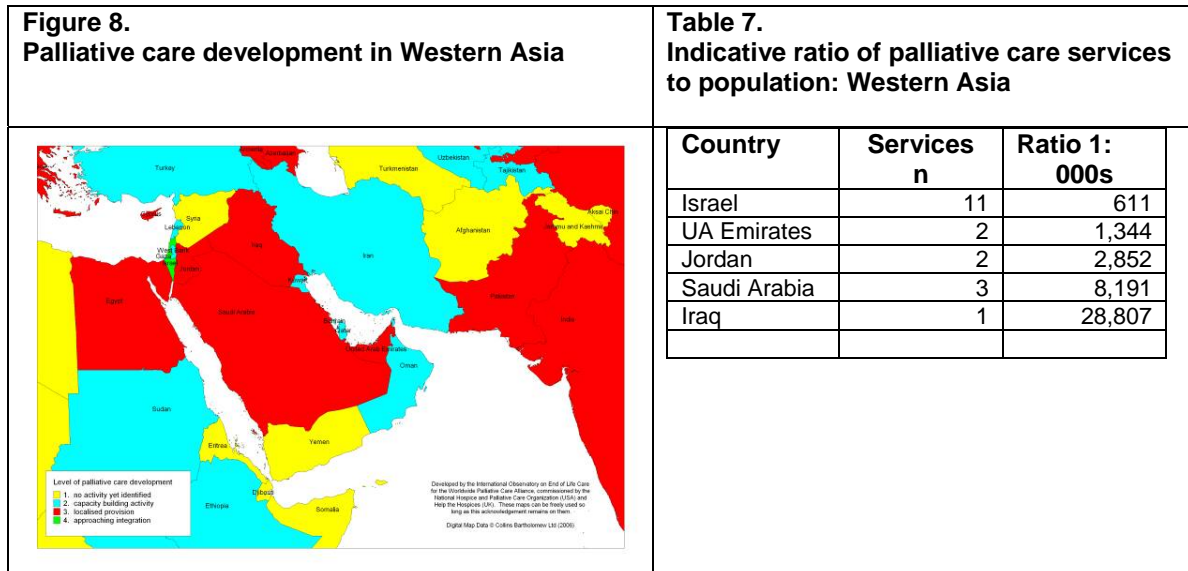 Figure 8.
Palliative care development in Western Asia
Table 7.
Indicative ratio of palliative care services
to population: Western Asia
Turkey
Turkmenistan
Uzbekistan
Tajikistan
Syria
Lebanon
Gaza
Iraq
Iran
Afghanistan
Aksai Chin
Kuwait
Pakistan
India
Egypt
Saudi Arabia
Qatar
United Arab Emirates
Oman
Sudan
Eritrea
Yemen
Djibouti
Ethiopia
Somalia
Level of palliative care development
1. no activity yet identified
2. capacity building activity
3. localised provision
4. approaching integration
Developed by the International Observatory on End of Life Care
for the Worldwide Palliative Care Alliance, commissioned by the
National Hospice and Palliative Care Organization (USA) and
Help the Hospices (UK). These maps can be freely used so
long as this acknowledgement remains on them.
Digital Map Data © Collins Bartholomew Ltd (2006)
Country Services Ratio 1:
n 000s
Israel 11 611
UA Emirates 2 1,344
Jordan 2 2,852
Saudi Arabia 3 8,191
Iraq 1 28,807